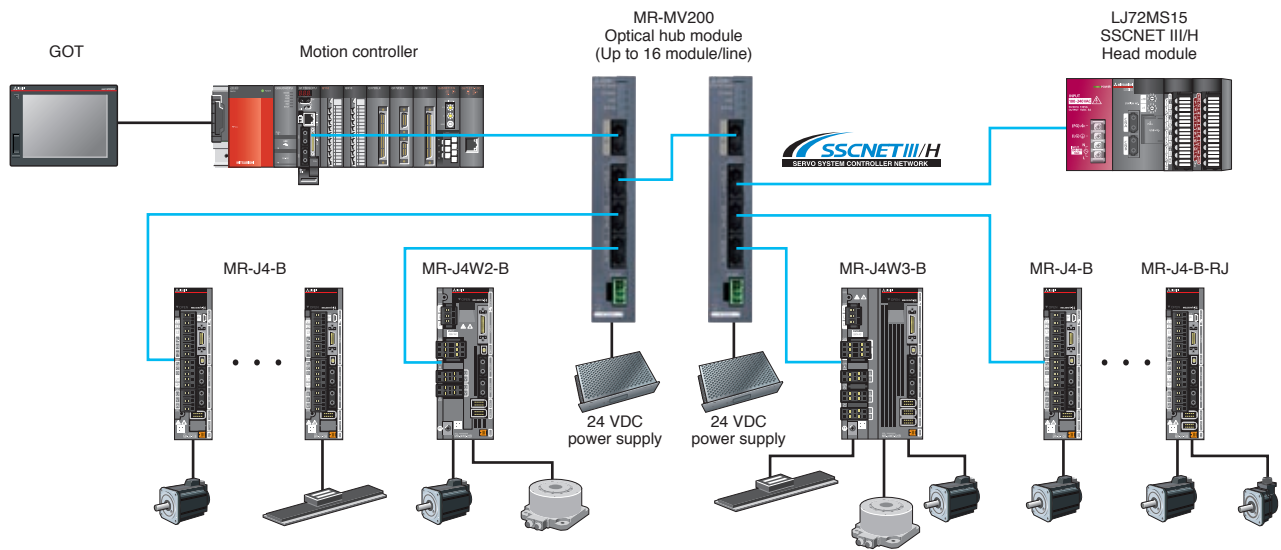 MR-MV200
Optical hub module
(Up to 16 module/line)
LJ72MS15
SSCNET III/H
Head module
GOT
Motion controller
SSCNETIII/H
SERVO SYSTEM CONTROLLER NETWORK
MR-J4-B
MR-J4W2-B
MR-J4W3-B
MR-J4-B
MR-J4-B-RJ
24 VDC
power supply
24 VDC
power supply